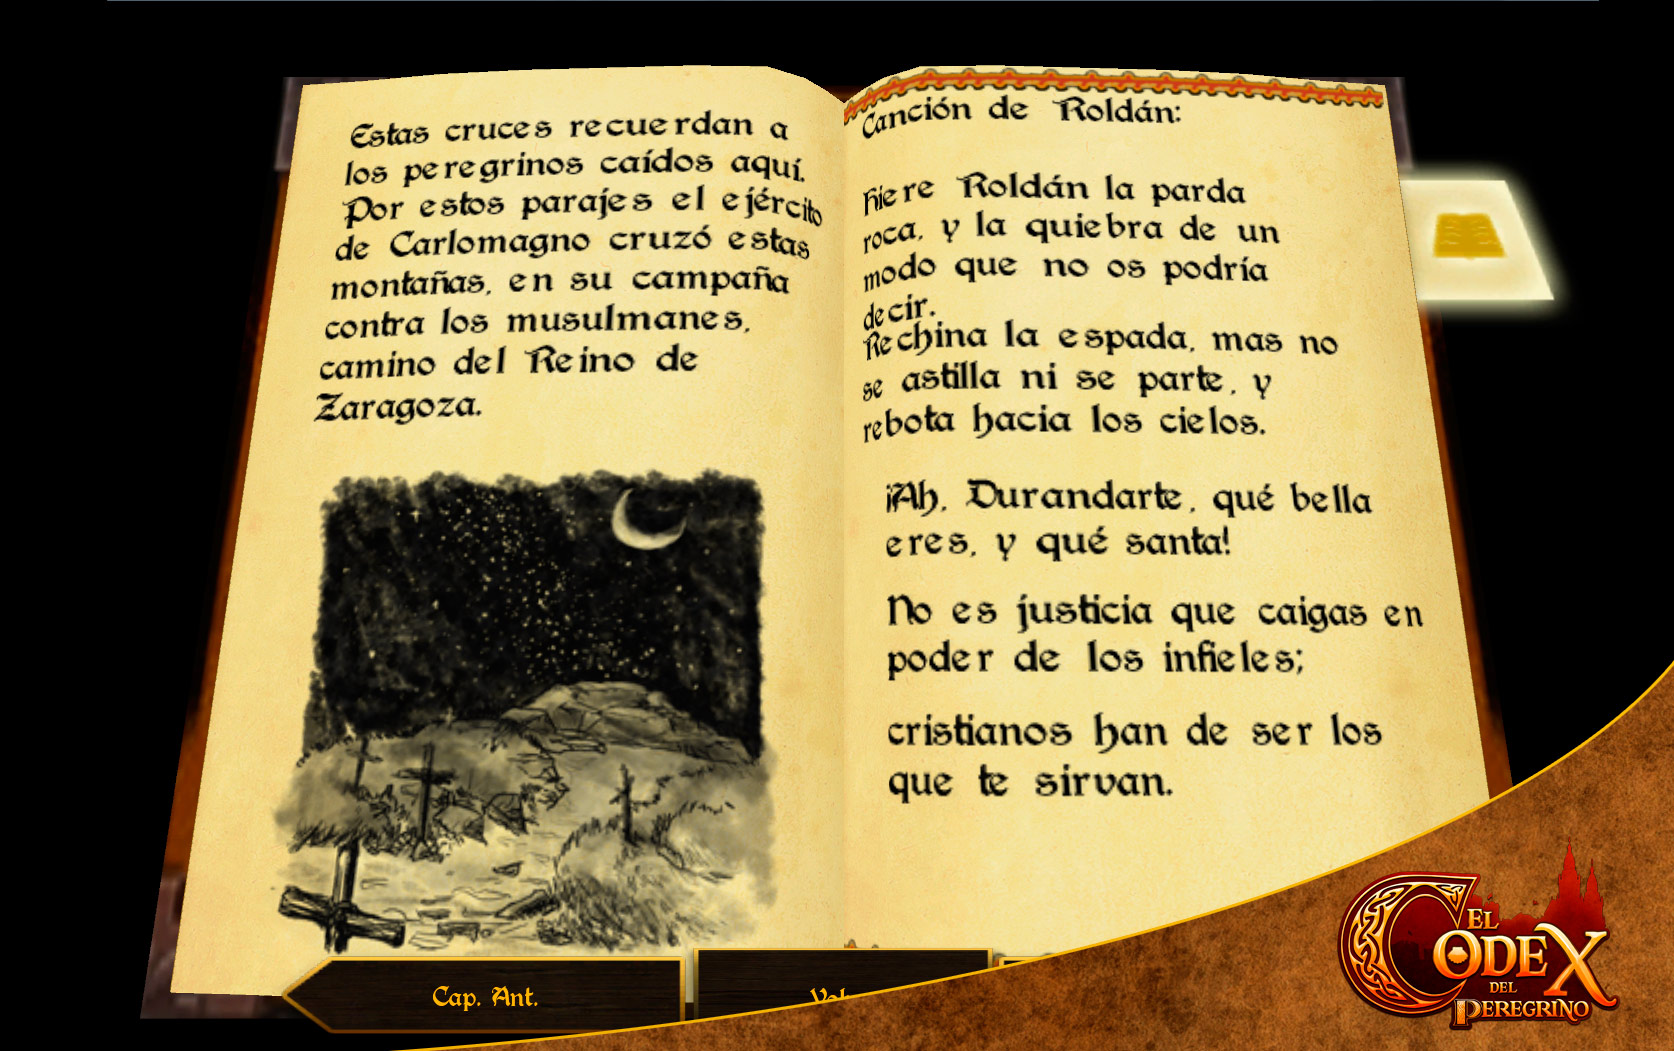 Estas cruces recuerdan a
los peregrinos caídos aquí.
Por estos parajes el ejército
de Carlomagno cruzó estas
montañas, en su campaña
contra los musulmanes,
camino del Reino de
Zaragoza.
Canción de Roldán:
Hiere Roldán la parda
roca, y la quiebra de un
modo que no os podría
decir.
Rechina la espada, mas no
se astilla ni se parte, y
rebota hacia los cielos.
¡Ah, Durandarte, qué bella
eres, y qué santa!
No es justicia que caigas en
poder de los infieles;
cristianos han de ser los
que te sirvan.
Cap. Ant.
EL
CODEX
DEL
PEREGRINO